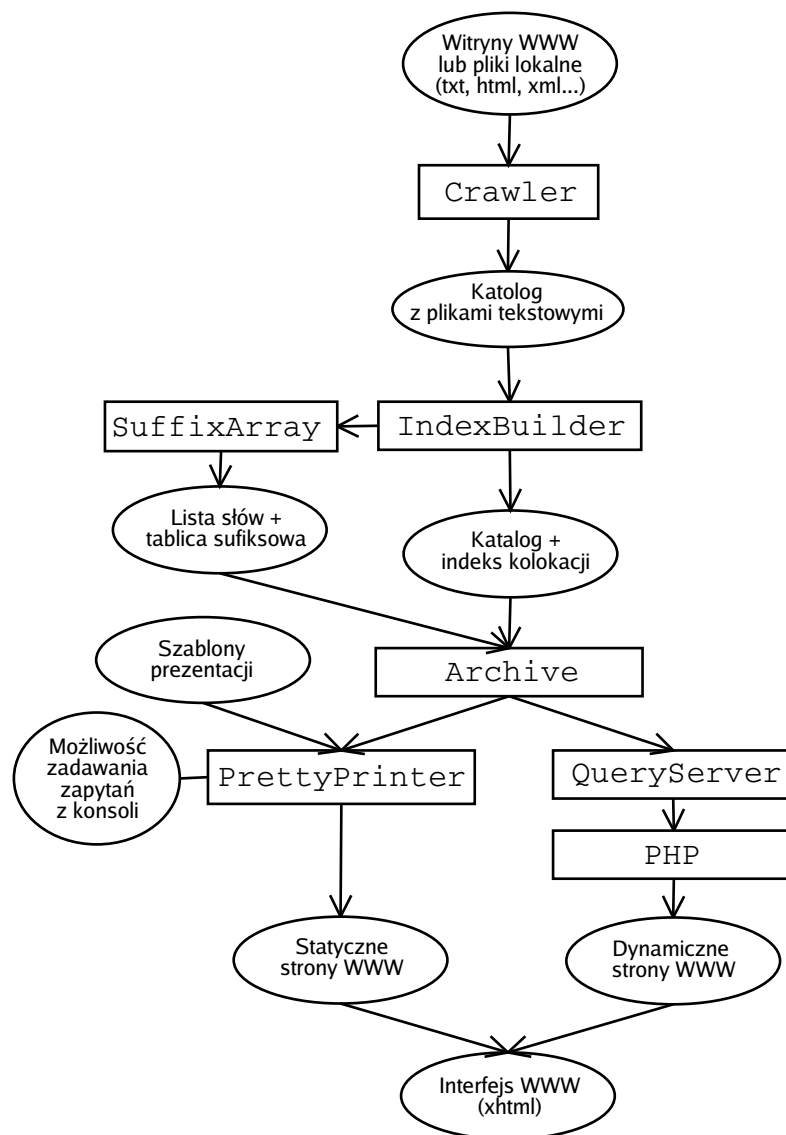 Witryny WWW
lub pliki lokalne
(txt, html, xml...)
Crawler
Katolog
z plikami tekstowymi
SuffixArray
IndexBuilder
Lista słów +
tablica sufiksowa
Katalog +
indeks kolokacji
Szablony
prezentacji
Archive
Możliwość
zadawania
zapytań
z konsoli
PrettyPrinter
QueryServer
PHP
Statyczne
strony WWW
Dynamiczne
strony WWW
Interfejs WWW
(xhtml)